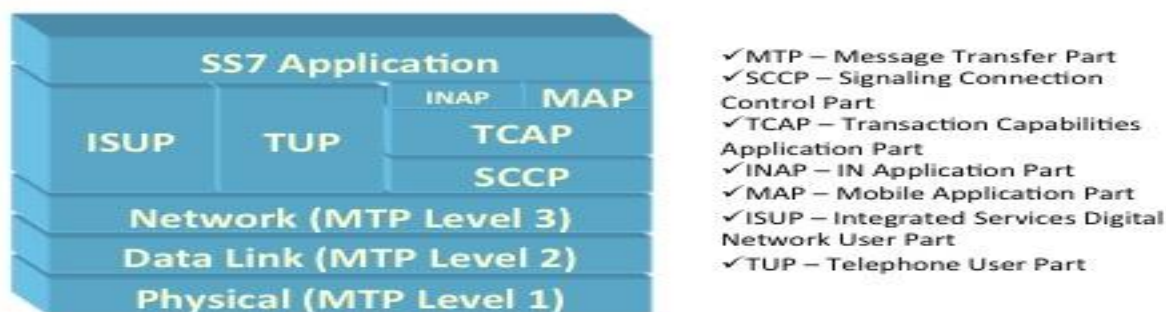 SS7 Application
INAP MAP
ISUP TUP TCAP
SCCP
Network (MTP Level 3)
Data Link (MTP Level 2)
Physical (MTP Level 1)
✓MTP – Message Transfer Part
✓SCCP – Signaling Connection
Control Part
✓TCAP – Transaction Capabilities
Application Part
✓INAP – IN Application Part
✓MAP – Mobile Application Part
✓ISUP – Integrated Services Digital
Network User Part
✓TUP – Telephone User Part